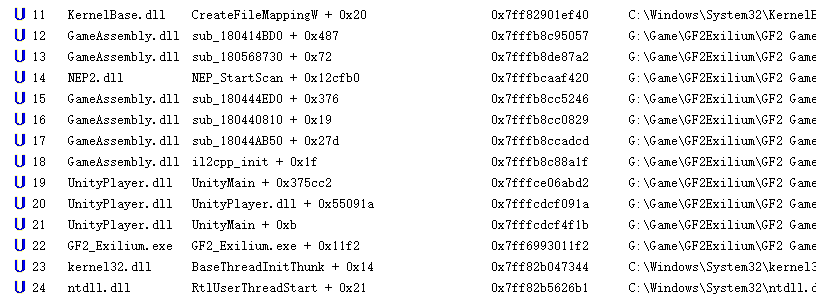 U 11 KernelBase.dll CreateFileMappingW + 0x20 0x7ff82901ef40 C:\Windows\System32\KernelB
U 12 GameAssembly.dll sub_180414BD0 + 0x487 0x7fffb8c95057 G:\Game\GF2Exilium\GF2 Game
U 13 GameAssembly.dll sub_180568730 + 0x72 0x7fffb8de87a2 G:\Game\GF2Exilium\GF2 Game
U 14 NEP2.dll NEP_StartScan + 0x12cfb0 0x7fffbcaaf420 G:\Game\GF2Exilium\GF2 Game
U 15 GameAssembly.dll sub_180444ED0 + 0x376 0x7fffb8cc5246 G:\Game\GF2Exilium\GF2 Game
U 16 GameAssembly.dll sub_180440810 + 0x19 0x7fffb8cc0829 G:\Game\GF2Exilium\GF2 Game
U 17 GameAssembly.dll sub_18044AB50 + 0x27d 0x7fffb8ccadcd G:\Game\GF2Exilium\GF2 Game
U 18 GameAssembly.dll il2cpp_init + 0x1f 0x7fffb8c88a1f G:\Game\GF2Exilium\GF2 Game
U 19 UnityPlayer.dll UnityMain + 0x375cc2 0x7fffce06abd2 G:\Game\GF2Exilium\GF2 Game
U 20 UnityPlayer.dll UnityPlayer.dll + 0x55091a 0x7fffcdcf091a G:\Game\GF2Exilium\GF2 Game
U 21 UnityPlayer.dll UnityMain + 0xb 0x7fffcdcf4f1b G:\Game\GF2Exilium\GF2 Game
U 22 GF2_Exilium.exe GF2_Exilium.exe + 0x11f2 0x7ff6993011f2 G:\Game\GF2Exilium\GF2 Game
U 23 kernel32.dll BaseThreadInitThunk + 0x14 0x7ff82b047344 C:\Windows\System32\kernel3
U 24 ntdll.dll RtlUserThreadStart + 0x21 0x7ff82b5626b1 C:\Windows\System32\ntdll.d